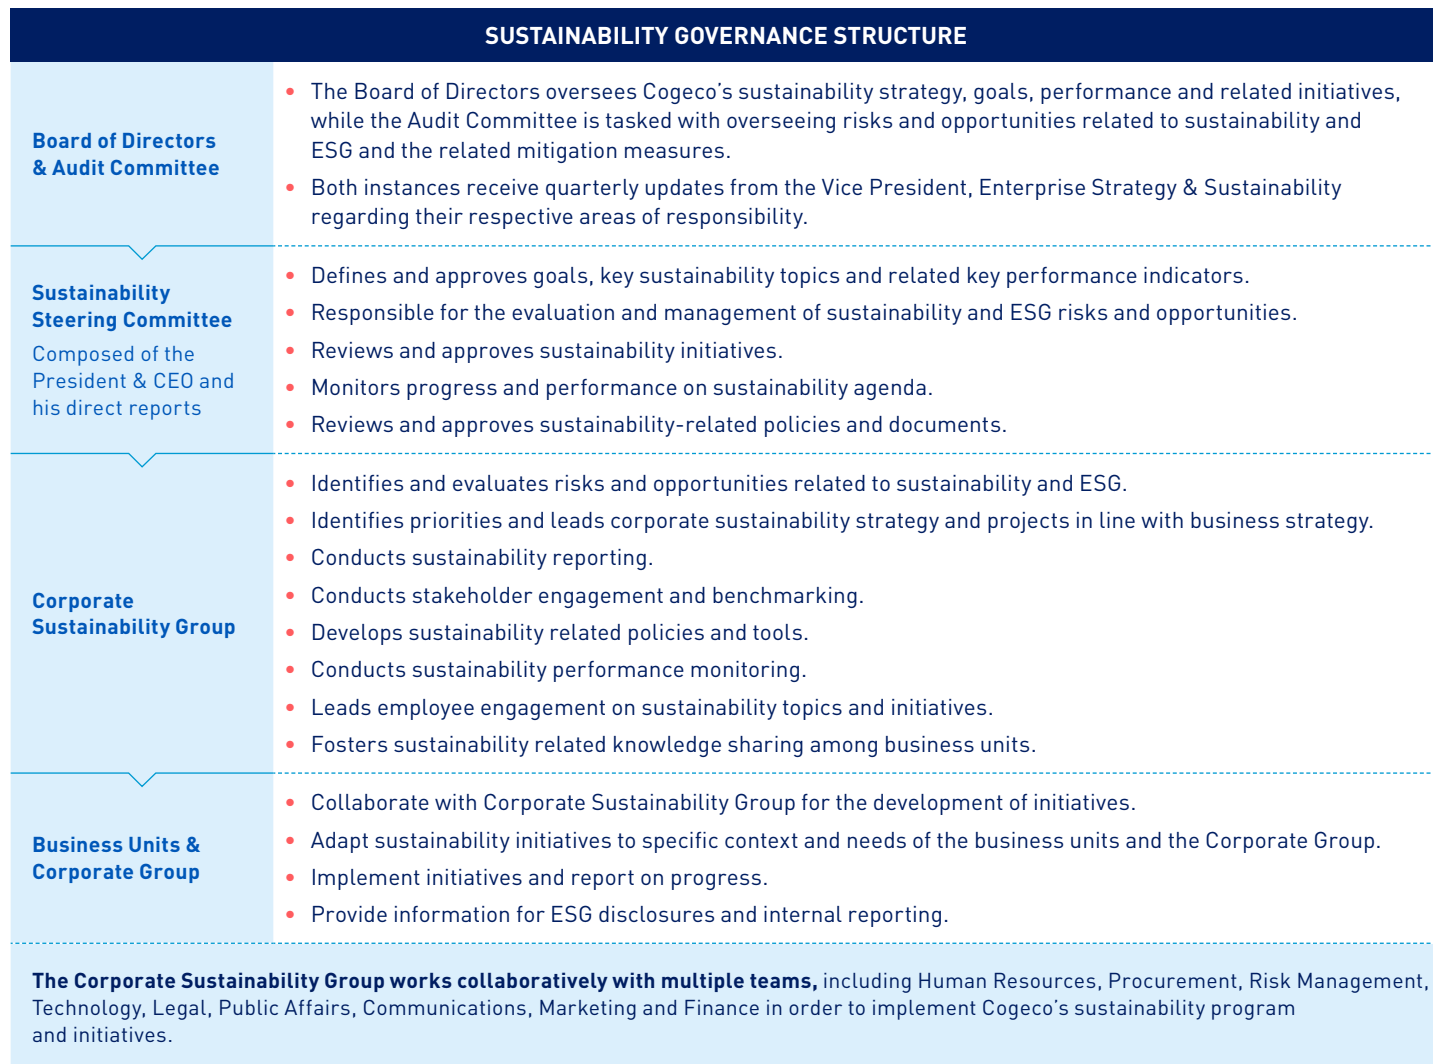 SUSTAINABILITY GOVERNANCE STRUCTURE
Board of Directors
& Audit Committee
• The Board of Directors oversees Cogeco’s sustainability strategy, goals, performance and related initiatives,
while the Audit Committee is tasked with overseeing risks and opportunities related to sustainability and
ESG and the related mitigation measures.
• Both instances receive quarterly updates from the Vice President, Enterprise Strategy & Sustainability
regarding their respective areas of responsibility.
Sustainability
Steering Committee
Composed of the
President & CEO and
his direct reports
• Defines and approves goals, key sustainability topics and related key performance indicators.
• Responsible for the evaluation and management of sustainability and ESG risks and opportunities.
• Reviews and approves sustainability initiatives.
• Monitors progress and performance on sustainability agenda.
• Reviews and approves sustainability-related policies and documents.
Corporate
Sustainability Group
• Identifies and evaluates risks and opportunities related to sustainability and ESG.
• Identifies priorities and leads corporate sustainability strategy and projects in line with business strategy.
• Conducts sustainability reporting.
• Conducts stakeholder engagement and benchmarking.
• Develops sustainability related policies and tools.
• Conducts sustainability performance monitoring.
• Leads employee engagement on sustainability topics and initiatives.
• Fosters sustainability related knowledge sharing among business units.
Business Units &
Corporate Group
• Collaborate with Corporate Sustainability Group for the development of initiatives.
• Adapt sustainability initiatives to specific context and needs of the business units and the Corporate Group.
• Implement initiatives and report on progress.
• Provide information for ESG disclosures and internal reporting.
The Corporate Sustainability Group works collaboratively with multiple teams, including Human Resources, Procurement, Risk Management,
Technology, Legal, Public Affairs, Communications, Marketing and Finance in order to implement Cogeco’s sustainability program
and initiatives.